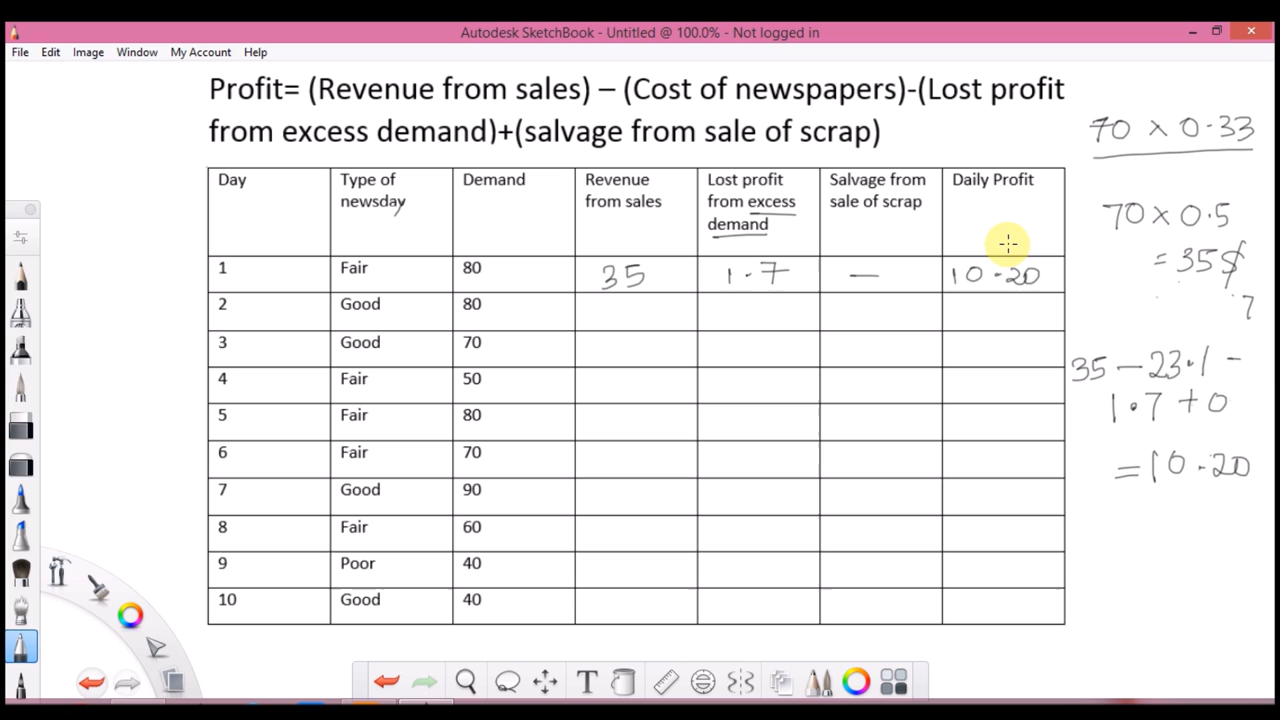 Autodesk SketchBook - Untitled @ 100.0% - Not logged in
File Edit Image Window My Account Help
Profit= (Revenue from sales) – (Cost of newspapers)-(Lost profit
from excess demand)+(salvage from sale of scrap)
Day Type of newsday Demand Revenue from sales Lost profit from excess demand Salvage from sale of scrap Daily Profit
1 Fair 80 35 1.7 — 10.20
2 Good 80
3 Good 70
4 Fair 50
5 Fair 80
6 Fair 70
7 Good 90
8 Fair 60
9 Poor 40
10 Good 40
70 × 0.33
70 × 0.5
= 35$
7
35 — 23.1 -
1.7 + 0
= 10.20
T